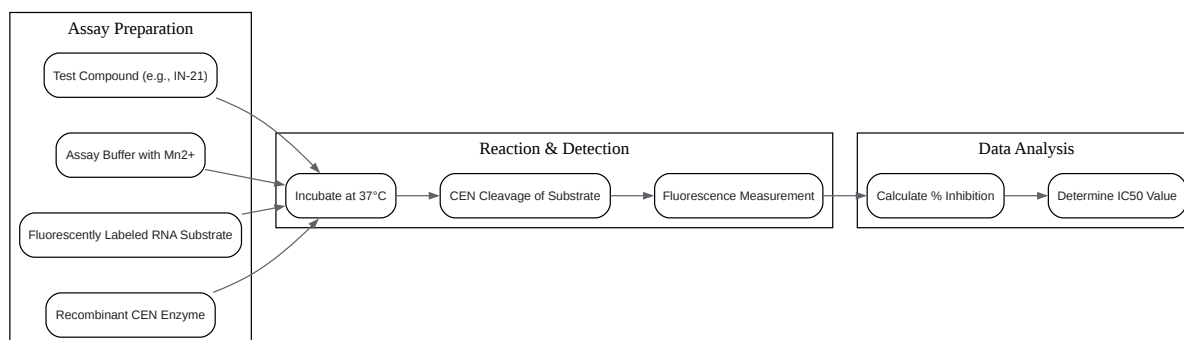 Assay Preparation
Test Compound (e.g., IN-21)
Assay Buffer with Mn2+
Fluorescently Labeled RNA Substrate
Recombinant CEN Enzyme
Reaction & Detection
Incubate at 37°C
CEN Cleavage of Substrate
Fluorescence Measurement
Data Analysis
Calculate % Inhibition
Determine IC50 Value